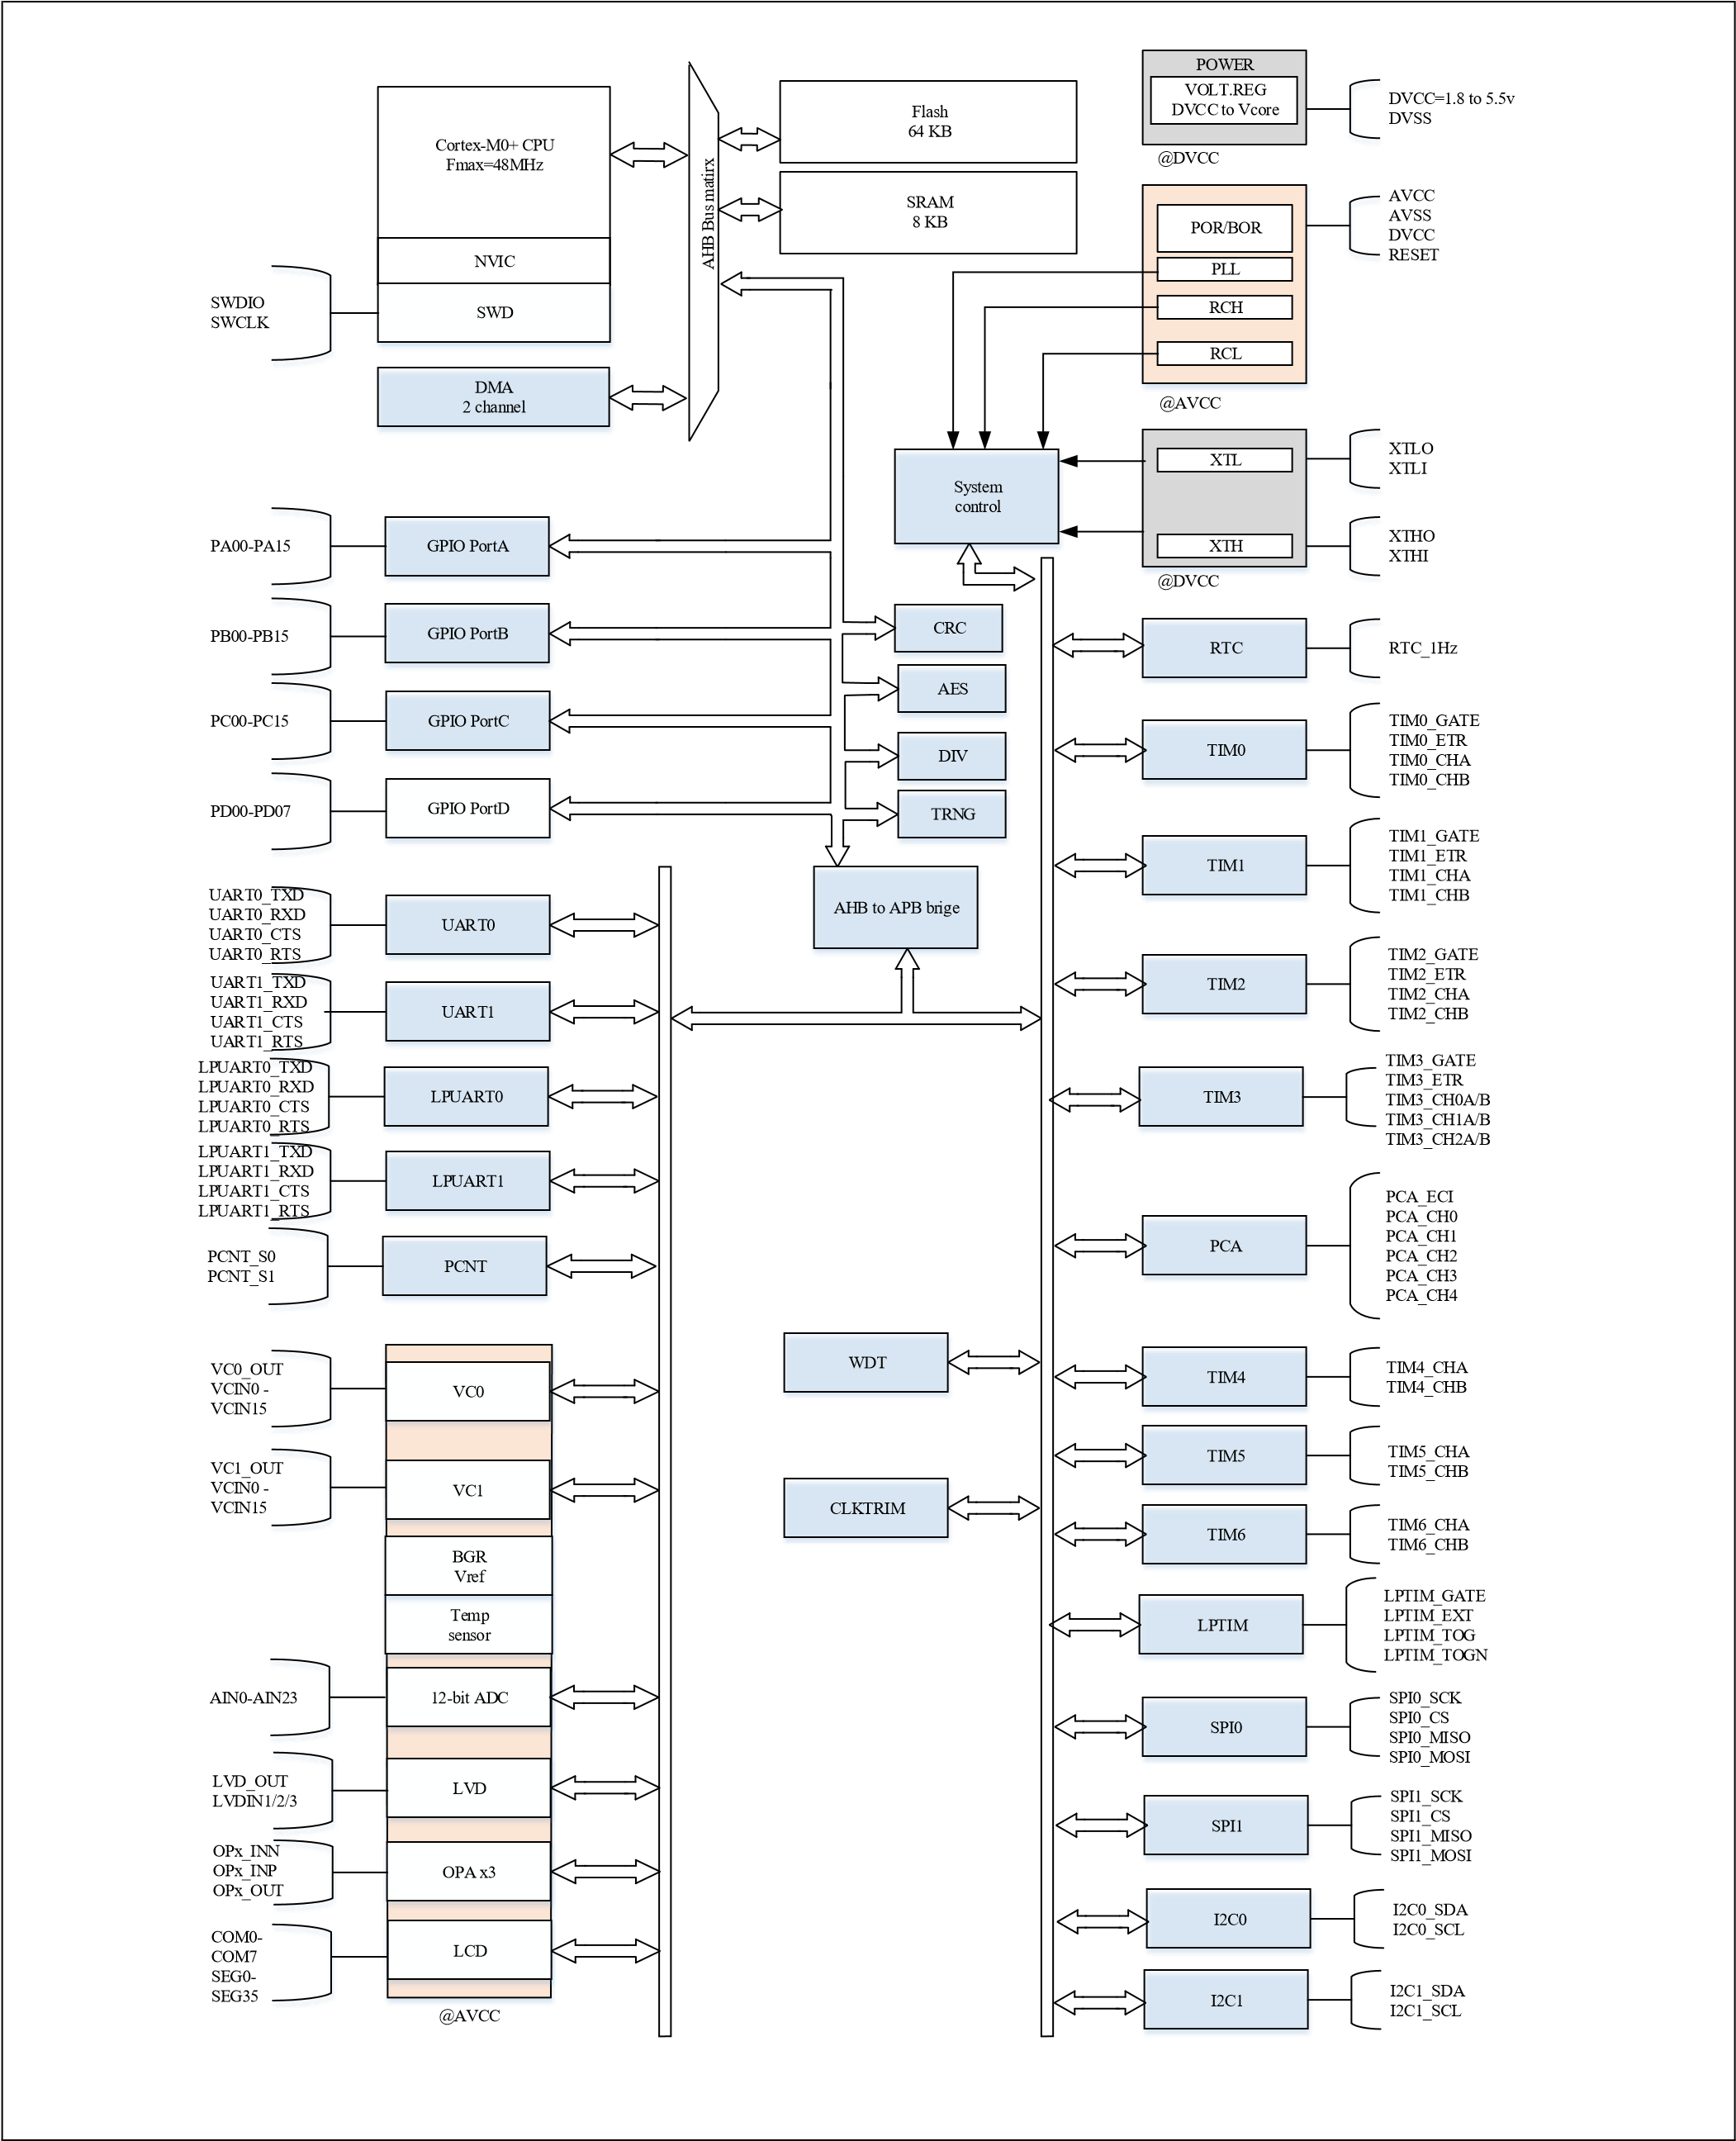 Cortex-M0+ CPU
Fmax=48MHz
NVIC
SWD
SWDIO
SWCLK
DMA
2 channel
AHB Bus matirx
Flash
64 KB
SRAM
8 KB
POWER
VOLT.REG
DVCC to Vcore
@DVCC
DVCC=1.8 to 5.5v
DVSS
POR/BOR
PLL
RCH
RCL
@AVCC
AVCC
AVSS
DVCC
RESET
System
control
XTL
XTH
@DVCC
XTLO
XTLI
XTHO
XTHI
PA00-PA15
GPIO PortA
PB00-PB15
GPIO PortB
PC00-PC15
GPIO PortC
PD00-PD07
GPIO PortD
CRC
AES
DIV
TRNG
AHB to APB brige
UART0_TXD
UART0_RXD
UART0_CTS
UART0_RTS
UART0
UART1_TXD
UART1_RXD
UART1_CTS
UART1_RTS
UART1
LPUART0_TXD
LPUART0_RXD
LPUART0_CTS
LPUART0_RTS
LPUART0
LPUART1_TXD
LPUART1_RXD
LPUART1_CTS
LPUART1_RTS
LPUART1
PCNT_S0
PCNT_S1
PCNT
VC0_OUT
VCIN0 -
VCIN15
VC0
VC1_OUT
VCIN0 -
VCIN15
VC1
BGR
Vref
Temp
sensor
AIN0-AIN23
12-bit ADC
LVD_OUT
LVDIN1/2/3
LVD
OPx_INN
OPx_INP
OPx_OUT
OPA x3
COM0-
COM7
SEG0-
SEG35
LCD
@AVCC
WDT
CLKTRIM
RTC
RTC_1Hz
TIM0
TIM0_GATE
TIM0_ETR
TIM0_CHA
TIM0_CHB
TIM1
TIM1_GATE
TIM1_ETR
TIM1_CHA
TIM1_CHB
TIM2
TIM2_GATE
TIM2_ETR
TIM2_CHA
TIM2_CHB
TIM3
TIM3_GATE
TIM3_ETR
TIM3_CH0A/B
TIM3_CH1A/B
TIM3_CH2A/B
PCA
PCA_ECI
PCA_CH0
PCA_CH1
PCA_CH2
PCA_CH3
PCA_CH4
TIM4
TIM4_CHA
TIM4_CHB
TIM5
TIM5_CHA
TIM5_CHB
TIM6
TIM6_CHA
TIM6_CHB
LPTIM
LPTIM_GATE
LPTIM_EXT
LPTIM_TOG
LPTIM_TOGN
SPI0
SPI0_SCK
SPI0_CS
SPI0_MISO
SPI0_MOSI
SPI1
SPI1_SCK
SPI1_CS
SPI1_MISO
SPI1_MOSI
I2C0
I2C0_SDA
I2C0_SCL
I2C1
I2C1_SDA
I2C1_SCL